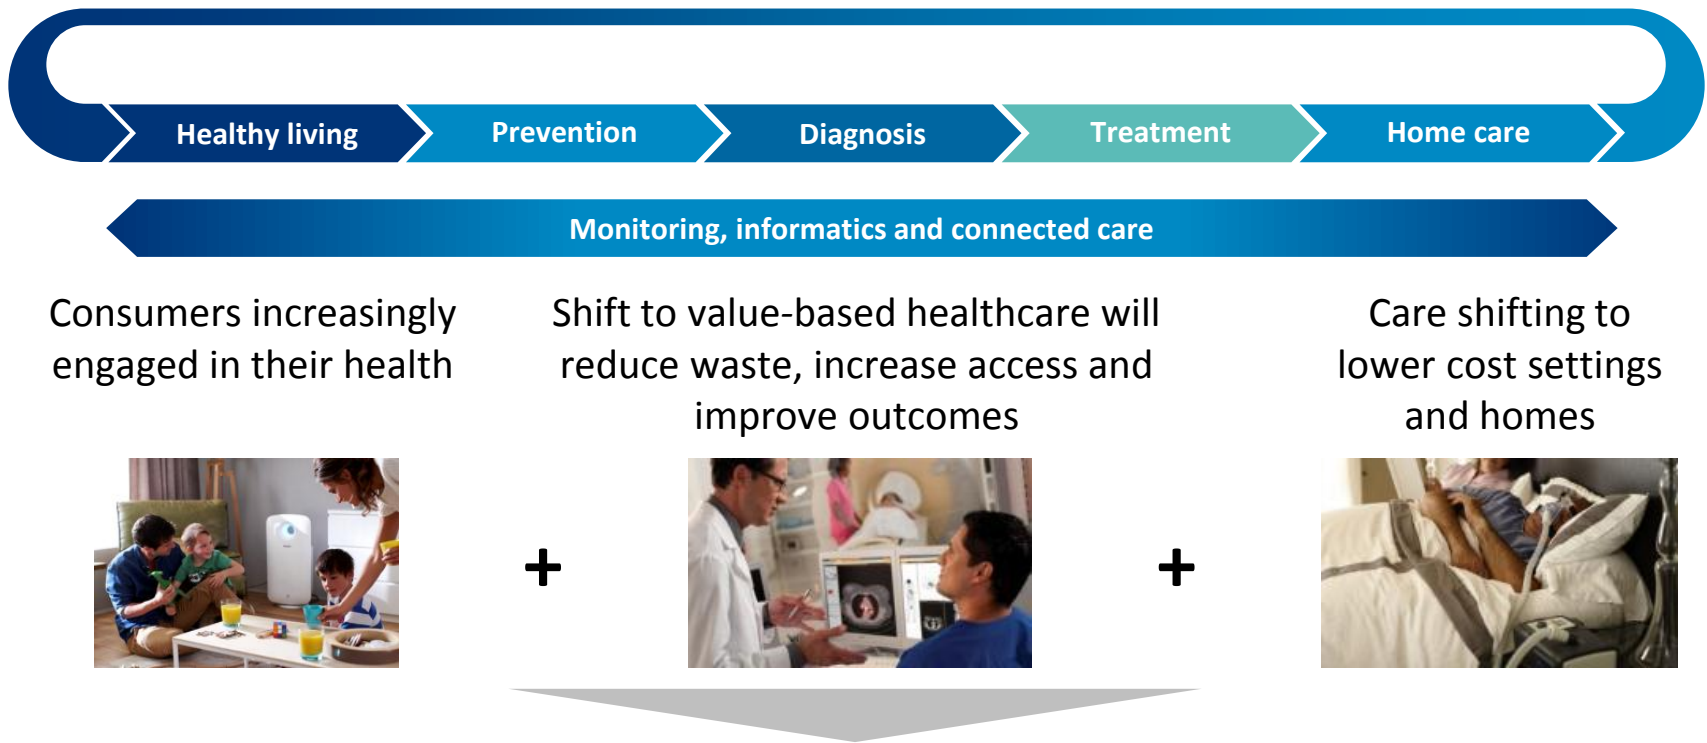 Healthy living
Prevention
Diagnosis
Treatment
Home care
Monitoring, informatics and connected care
Consumers increasingly
engaged in their health
Shift to value-based healthcare will
reduce waste, increase access and
improve outcomes
Care shifting to
lower cost settings
and homes
+
+